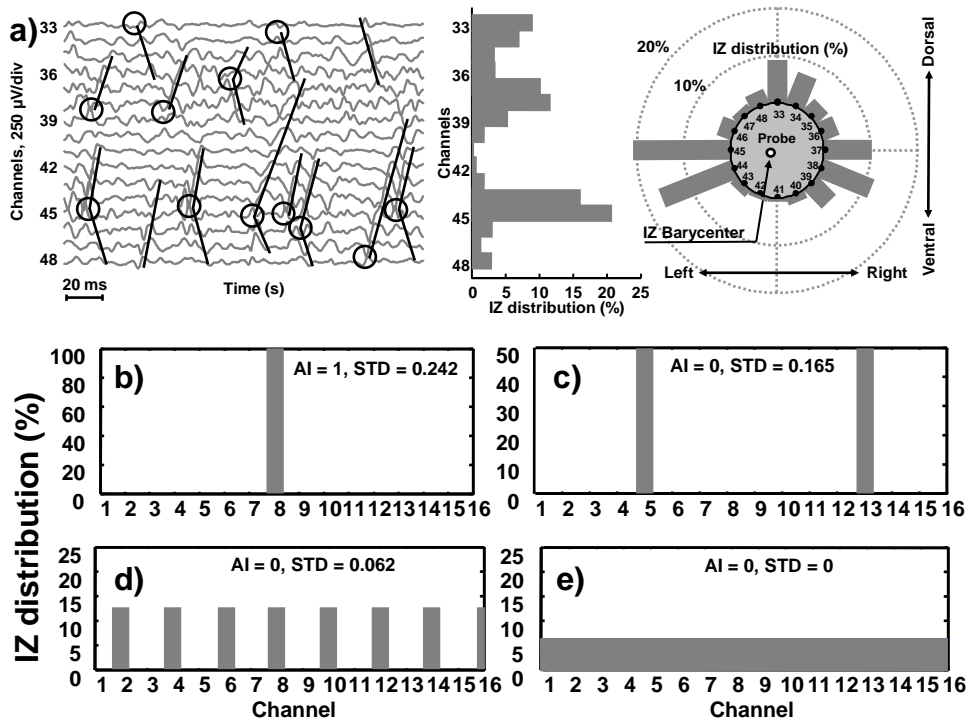 a)
Channels, 250 µV/div
33
36
39
42
45
48
20 ms
Time (s)
Channels
33
36
39
42
45
48
0 5 10 15 20 25
IZ distribution (%)
20%
IZ distribution (%)
10%
33
34
35
36
37
38
39
40
41
42
43
44
45
46
47
48
Probe
IZ Barycenter
Left
Right
Dorsal
Ventral
IZ distribution (%)
b)
AI = 1, STD = 0.242
100
80
60
40
20
0
1 2 3 4 5 6 7 8 9 10 11 12 13 14 15 16
c)
AI = 0, STD = 0.165
50
40
30
20
10
0
1 2 3 4 5 6 7 8 9 10 11 12 13 14 15 16
d)
AI = 0, STD = 0.062
25
20
15
10
5
0
1 2 3 4 5 6 7 8 9 10 11 12 13 14 15 16
Channel
e)
AI = 0, STD = 0
25
20
15
10
5
0
1 2 3 4 5 6 7 8 9 10 11 12 13 14 15 16
Channel